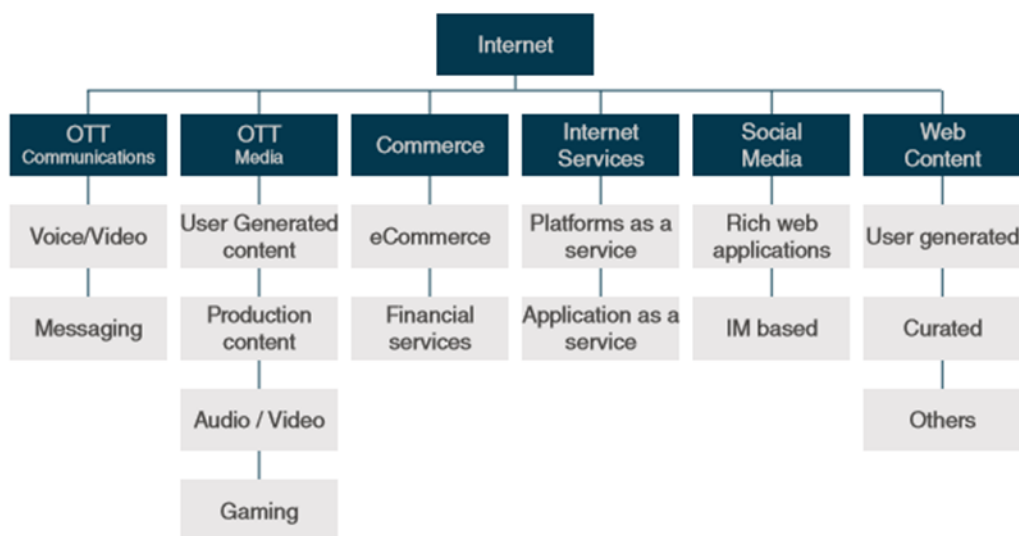 Internet
OTT
Communications
OTT
Media
Commerce
Internet
Services
Social
Media
Web
Content
Voice/Video
User Generated
content
eCommerce
Platforms as a
service
Rich web
applications
User generated
Messaging
Production
content
Financial
services
Application as a
service
IM based
Curated
Audio / Video
Others
Gaming